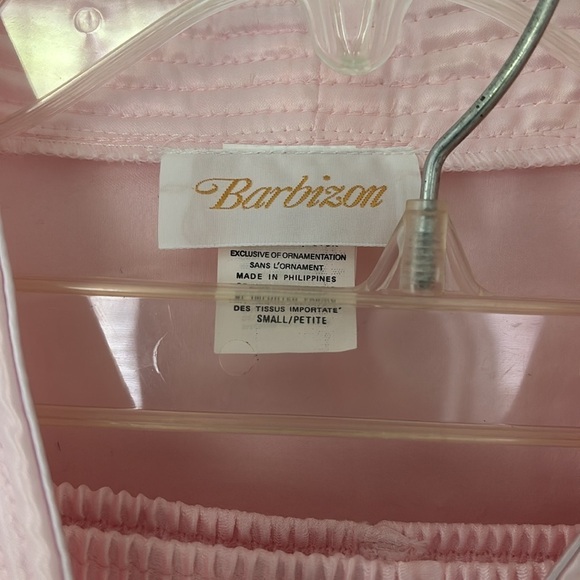 Barbizon
EXCLUSIVE OF ORNAMENTATION
SANS L'ORNAMENT
MADE IN PHILIPPINES
DES TISSUS IMPORTATE"
SMALL/PETITE